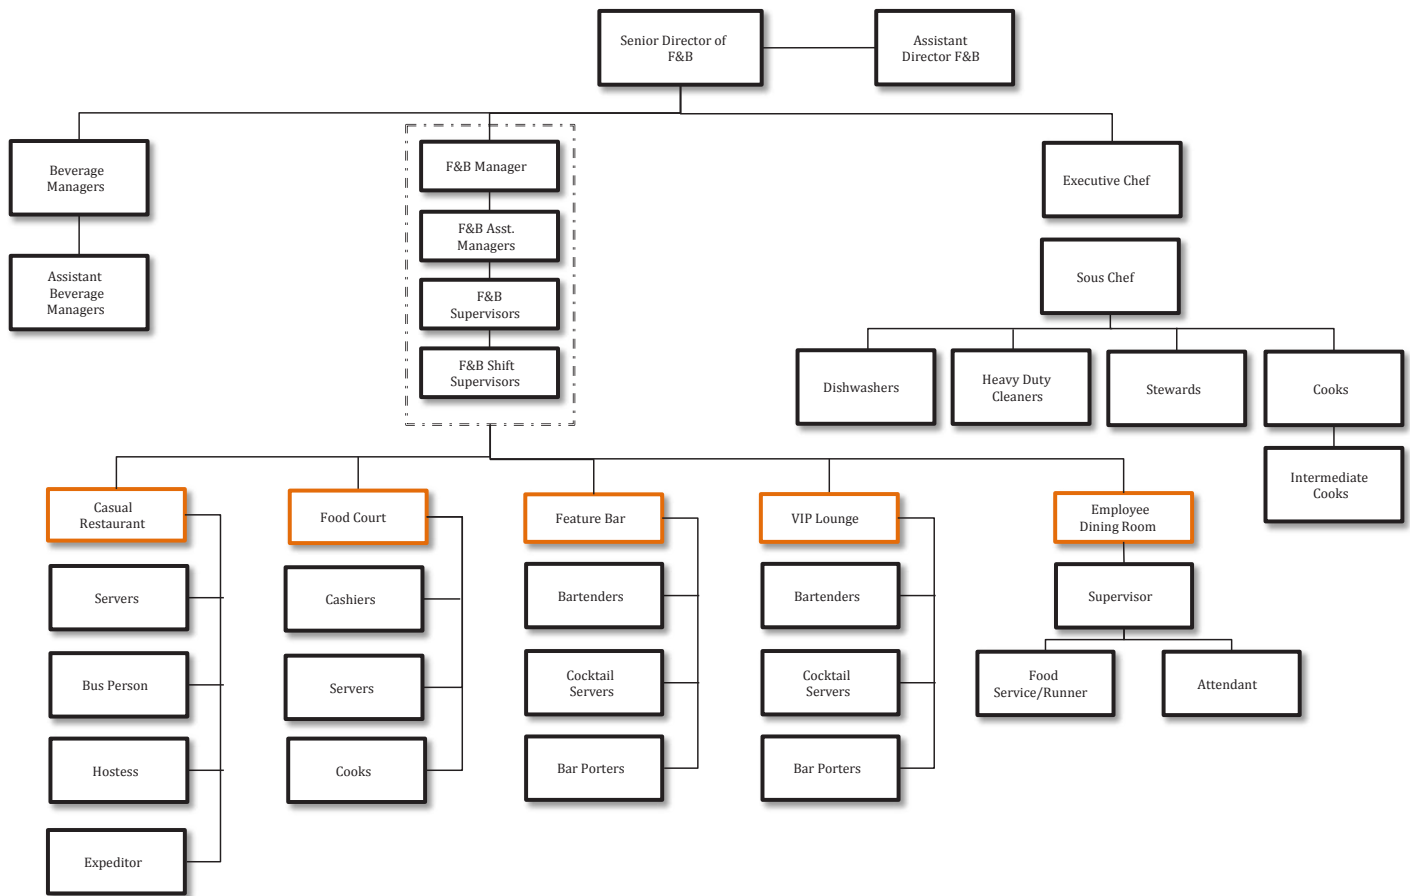 Senior Director of
F&B
Assistant
Director F&B
Beverage
Managers
F&B Manager
Executive Chef
F&B Asst.
Managers
Assistant
Beverage
Managers
Sous Chef
F&B
Supervisors
F&B Shift
Supervisors
Dishwashers
Heavy Duty
Cleaners
Stewards
Cooks
Intermediate
Cooks
Casual
Restaurant
Food Court
Feature Bar
VIP Lounge
Employee
Dining Room
Servers
Cashiers
Bartenders
Bartenders
Supervisor
Bus Person
Servers
Cocktail
Servers
Cocktail
Servers
Food
Service/Runner
Attendant
Hostess
Cooks
Bar Porters
Bar Porters
Expeditor